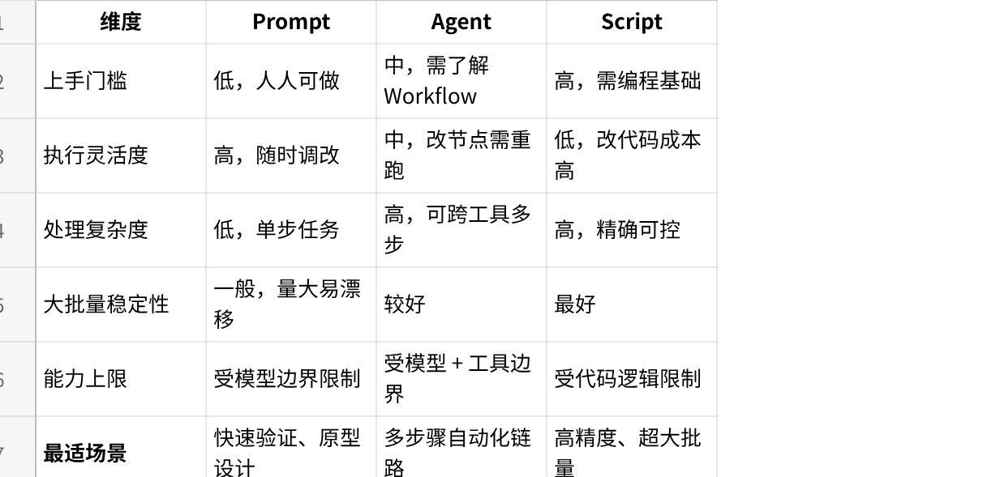 维度 Prompt Agent Script
上手门槛 低，人人可做 中，需了解 Workflow 高，需编程基础
执行灵活度 高，随时调改 中，改节点需重跑 低，改代码成本高
处理复杂度 低，单步任务 高，可跨工具多步 高，精确可控
大批量稳定性 一般，量大易漂移 较好 最好
能力上限 受模型边界限制 受模型 + 工具边界 受代码逻辑限制
最适场景 快速验证、原型设计 多步骤自动化链路 高精度、超大批量